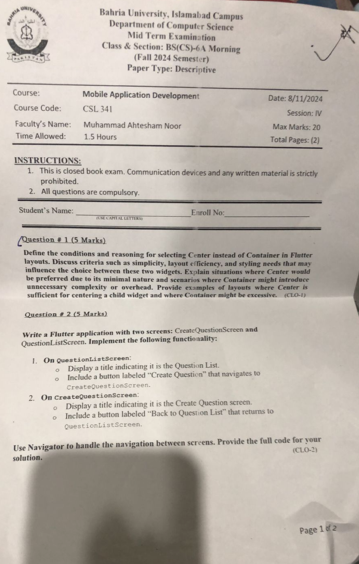 Bahria University, Islamabad Campus
Department of Computer Science
Mid Term Examination
Class & Section: BS(CS)-6A Morning
(Fall 2024 Semester)
Paper Type: Descriptive
Course: Mobile Application Development Date: 8/11/2024
Course Code: CSL 341 Session: IV
Faculty's Name: Muhammad Ahtesham Noor Max Marks: 20
Time Allowed: 1.5 Hours Total Pages: (2)
INSTRUCTIONS:
1. This is closed book exam. Communication devices and any written material is strictly
prohibited.
2. All questions are compulsory.
Student's Name: Enroll No:
(USE CAPITAL LETTERS)
Question # 1 (5 Marks)
Define the conditions and reasoning for selecting Center instead of Container in Flutter
layouts. Discuss criteria such as simplicity, layout efficiency, and styling needs that may
influence the choice between these two widgets. Explain situations where Center would
be preferred due to its minimal nature and scenarios where Container might introduce
unnecessary complexity or overhead. Provide examples of layouts where Center is
sufficient for centering a child widget and where Container might be excessive. (CLO-1)
Question # 2 (5 Marks)
Write a Flutter application with two screens: CreateQuestionScreen and
QuestionListScreen. Implement the following functionality:
1. On QuestionListScreen:
o Display a title indicating it is the Question List.
o Include a button labeled "Create Question" that navigates to
CreateQuestionScreen.
2. On CreateQuestionScreen:
o Display a title indicating it is the Create Question screen.
o Include a button labeled "Back to Question List" that returns to
QuestionListScreen.
Use Navigator to handle the navigation between screens. Provide the full code for your
solution. (CLO-2)
Page 1 of 2